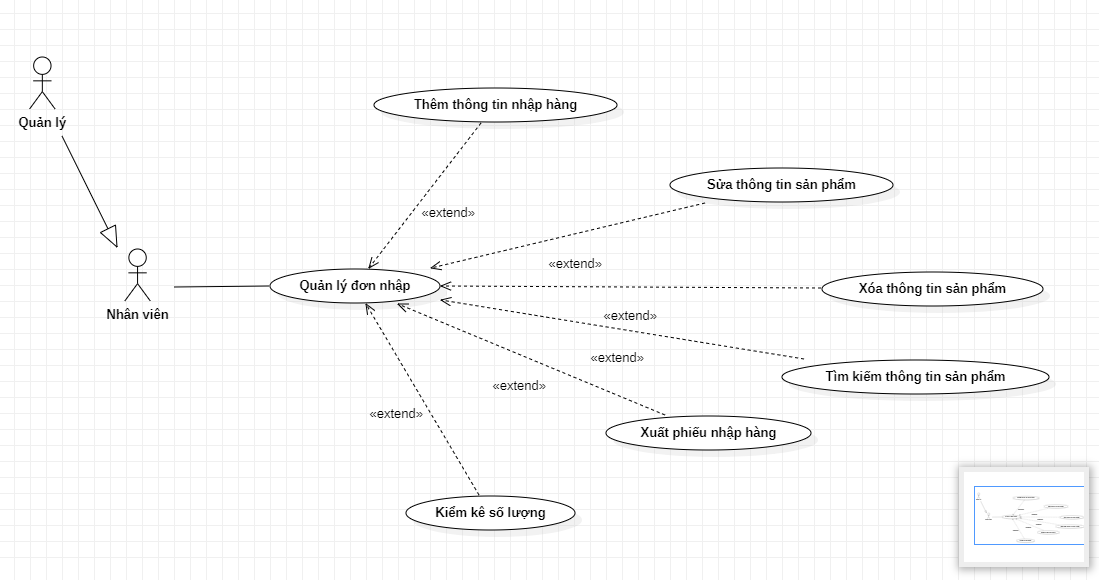 Quản lý
Thêm thông tin nhập hàng
Sửa thông tin sản phẩm
«extend»
«extend»
Quản lý đơn nhập
Xóa thông tin sản phẩm
Nhân viên
«extend»
«extend»
Tìm kiếm thông tin sản phẩm
«extend»
«extend»
Xuất phiếu nhập hàng
Kiểm kê số lượng